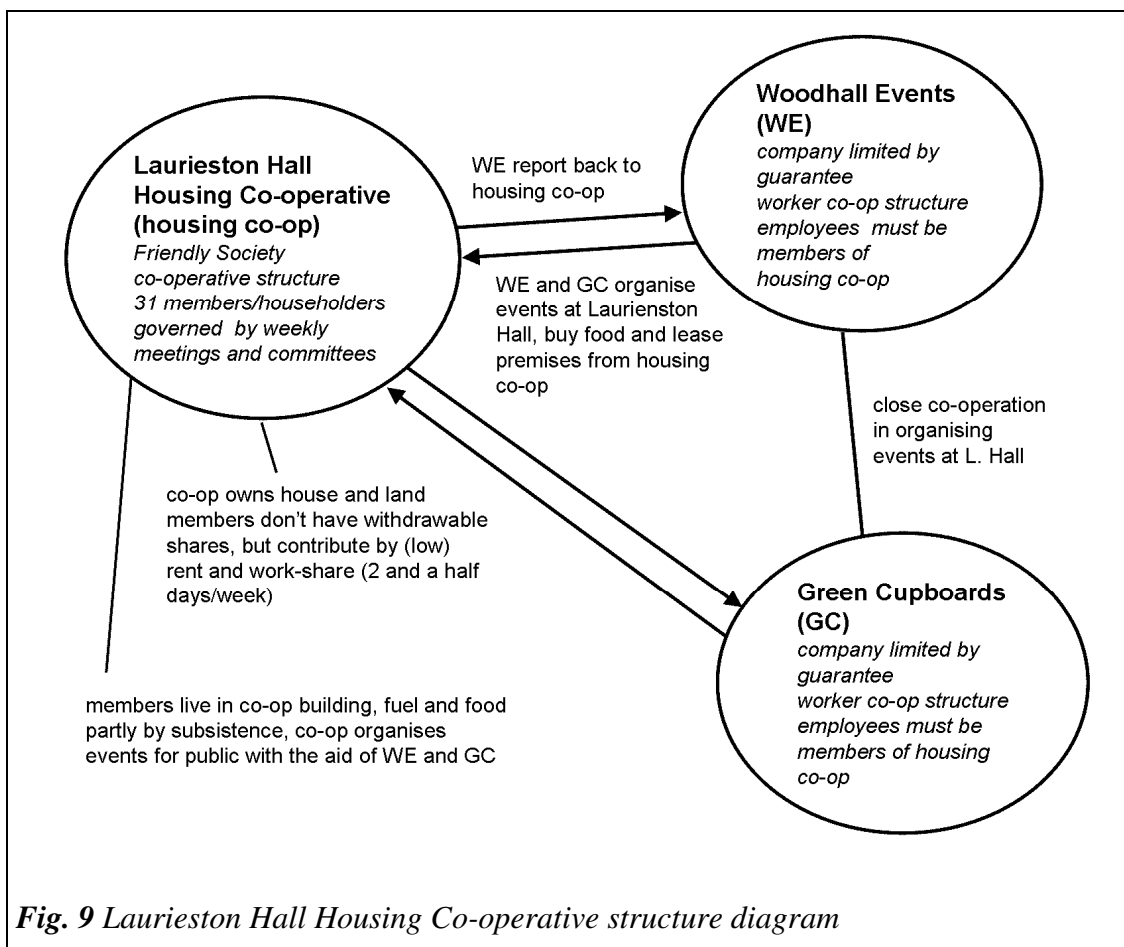 Laurieston Hall
Housing Co-operative
(housing co-op)
Friendly Society
co-operative structure
31 members/householders
governed by weekly
meetings and committees
WE report back to
housing co-op
WE and GC organise
events at Laurienston
Hall, buy food and lease
premises from housing
co-op
Woodhall Events
(WE)
company limited by
guarantee
worker co-op structure
employees must be
members of
housing co-op
close co-operation
in organising
events at L. Hall
co-op owns house and land
members don't have withdrawable
shares, but contribute by (low)
rent and work-share (2 and a half
days/week)
Green Cupboards
(GC)
company limited by
guarantee
worker co-op structure
employees must be
members of housing
co-op
members live in co-op building, fuel and food
partly by subsistence, co-op organises
events for public with the aid of WE and GC
Fig. 9 Laurieston Hall Housing Co-operative structure diagram